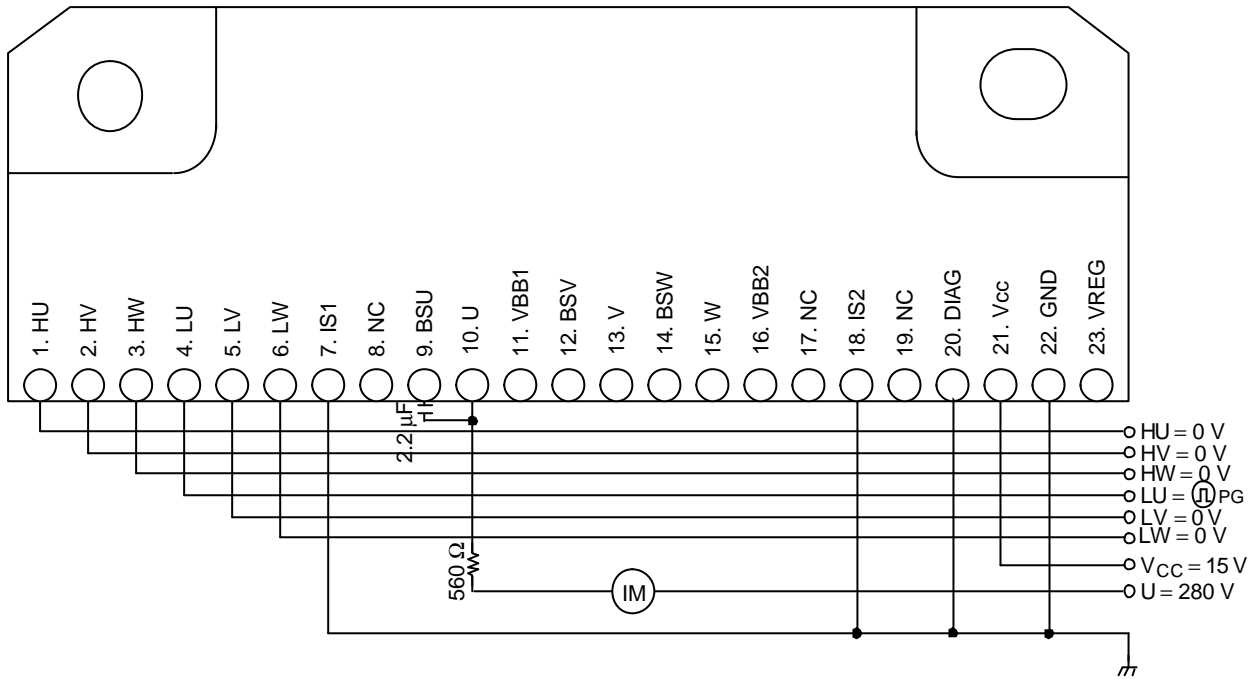 1. HU
2. HV
3. HW
4. LU
5. LV
6. LW
7. IS1
8. NC
9. BSU
10. U
11. VBB1
12. BSV
13. V
14. BSW
15. W
16. VBB2
17. NC
18. IS2
19. NC
20. DIAG
21. Vcc
22. GND
23. VREG
2.2 μF
HU = 0 V
HV = 0 V
HW = 0 V
LU = PG
LV = 0 V
LW = 0 V
560 Ω
VCC = 15 V
IM
U = 280 V